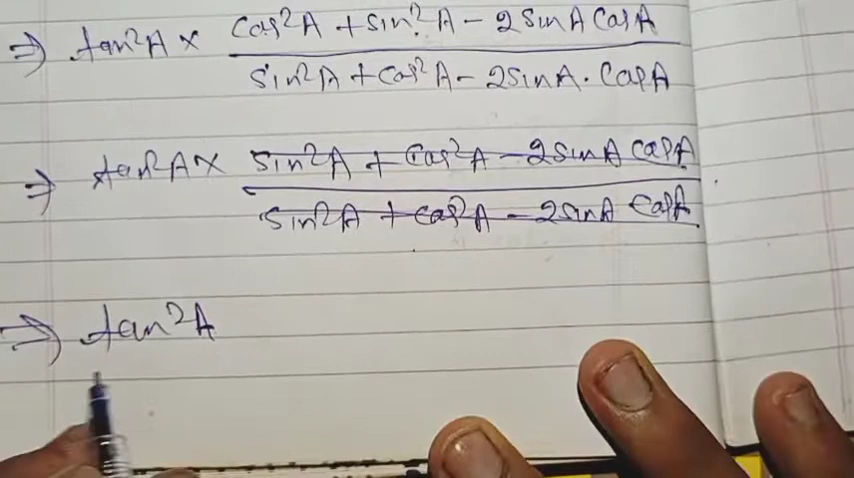 ⇒ tan²A × (cos²A + sin²A - 2 sinA cosA) / (sin²A + cos²A - 2sinA. cosA)
⇒ tan²A × (sin²A + cos²A - 2sinA cosA) / (sin²A + cos²A - 2sinA cosA)
⇒ tan²A